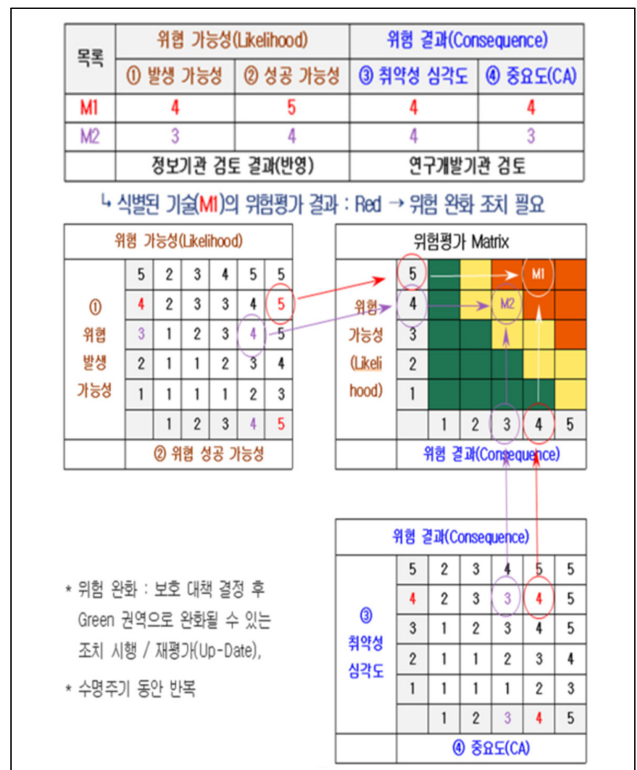 목록 위협 가능성(Likelihood) 위험 결과(Consequence)
① 발생 가능성 ② 성공 가능성 ③ 취약성 심각도 ④ 중요도(CA)
M1 4 5 4 4
M2 3 4 4 3
정보기관 검토 결과(반영) 연구개발기관 검토
↳ 식별된 기술(M1)의 위험평가 결과 : Red → 위험 완화 조치 필요
위협 가능성(Likelihood)
① 위협 발생 가능성
5 2 3 4 5 5
4 2 3 3 4 5
3 1 2 3 4 5
2 1 1 2 3 4
1 1 1 1 2 3
1 2 3 4 5
② 위협 성공 가능성
위험평가 Matrix
위험 가능성 (Likeli hood)
5 M1
4 M2
3
2
1
1 2 3 4 5
위험 결과(Consequence)
위험 결과(Consequence)
③ 취약성 심각도
5 2 3 4 5 5
4 2 3 3 4 5
3 1 2 3 4 5
2 1 1 2 3 4
1 1 1 1 2 3
1 2 3 4 5
④ 중요도(CA)
* 위험 완화 : 보호 대책 결정 후
Green 권역으로 완화될 수 있는
조치 시행 / 재평가(Up-Date),
* 수명주기 동안 반복